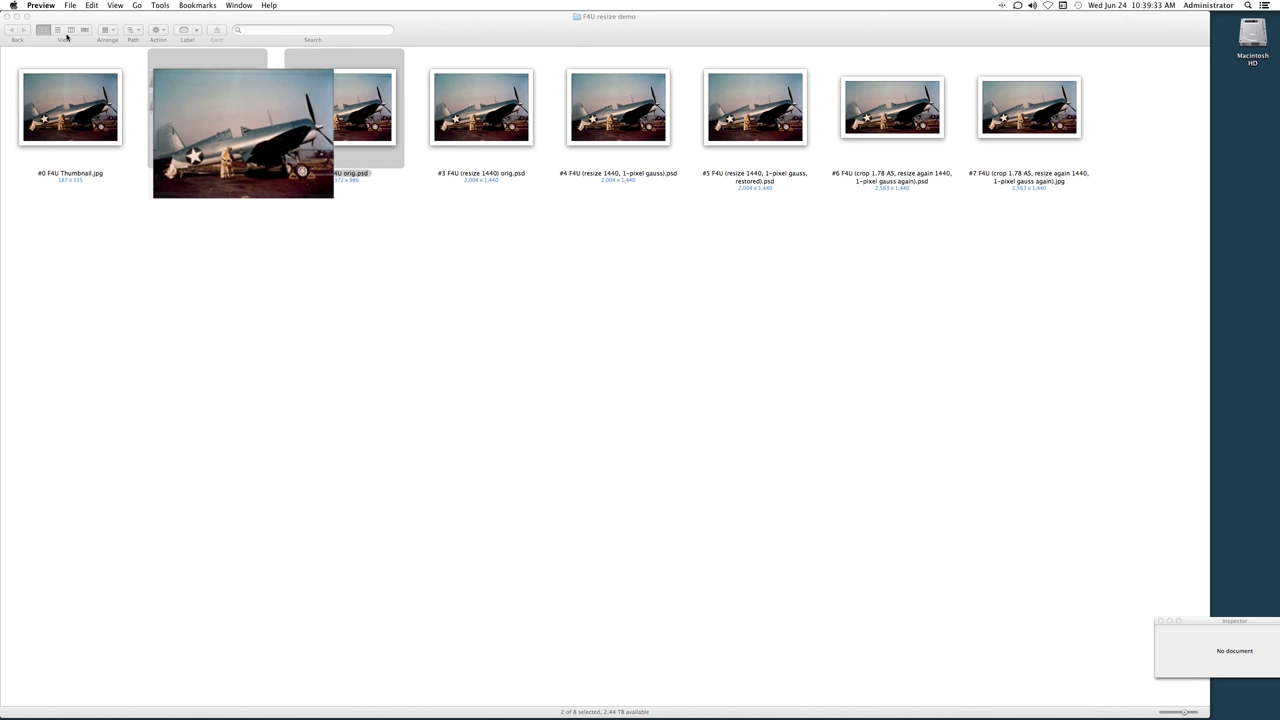 Preview File Edit View Go Tools Bookmarks Window Help
Wed Jun 24 10:39:33 AM Administrator
F4U resize demo
Back View Arrange Path Action Label Eject Search
Macintosh
HD
#0 F4U Thumbnail.jpg
187 x 135
4U orig.psd
372 x 986
#3 F4U (resize 1440) orig.psd
2,004 x 1,440
#4 F4U (resize 1440, 1-pixel gauss).psd
2,004 x 1,440
#5 F4U (resize 1440, 1-pixel gauss,
restored).psd
2,004 x 1,440
#6 F4U (crop 1.78 AS, resize again 1440,
1-pixel gauss again).psd
2,563 x 1,440
#7 F4U (crop 1.78 AS, resize again 1440,
1-pixel gauss again).jpg
2,563 x 1,440
Inspector
No document
2 of 8 selected, 2.44 TB available